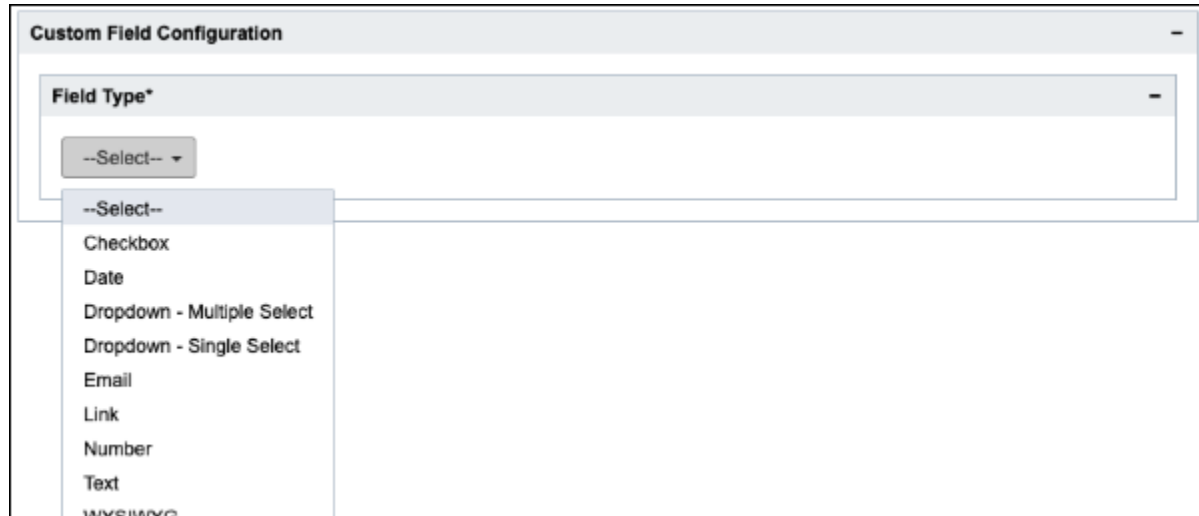 Custom Field Configuration –
Field Type* –
--Select--
--Select--
Checkbox
Date
Dropdown - Multiple Select
Dropdown - Single Select
Email
Link
Number
Text
WYSIWYG